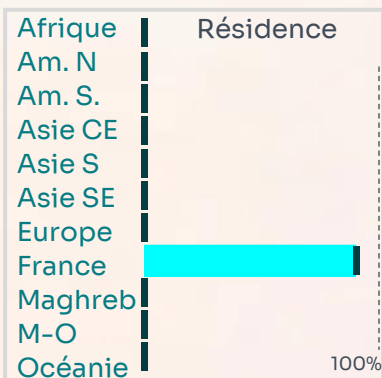 Résidence
Afrique
Am. N
Am. S.
Asie CE
Asie S
Asie SE
Europe
France
Maghreb
M-O
Océanie
100%